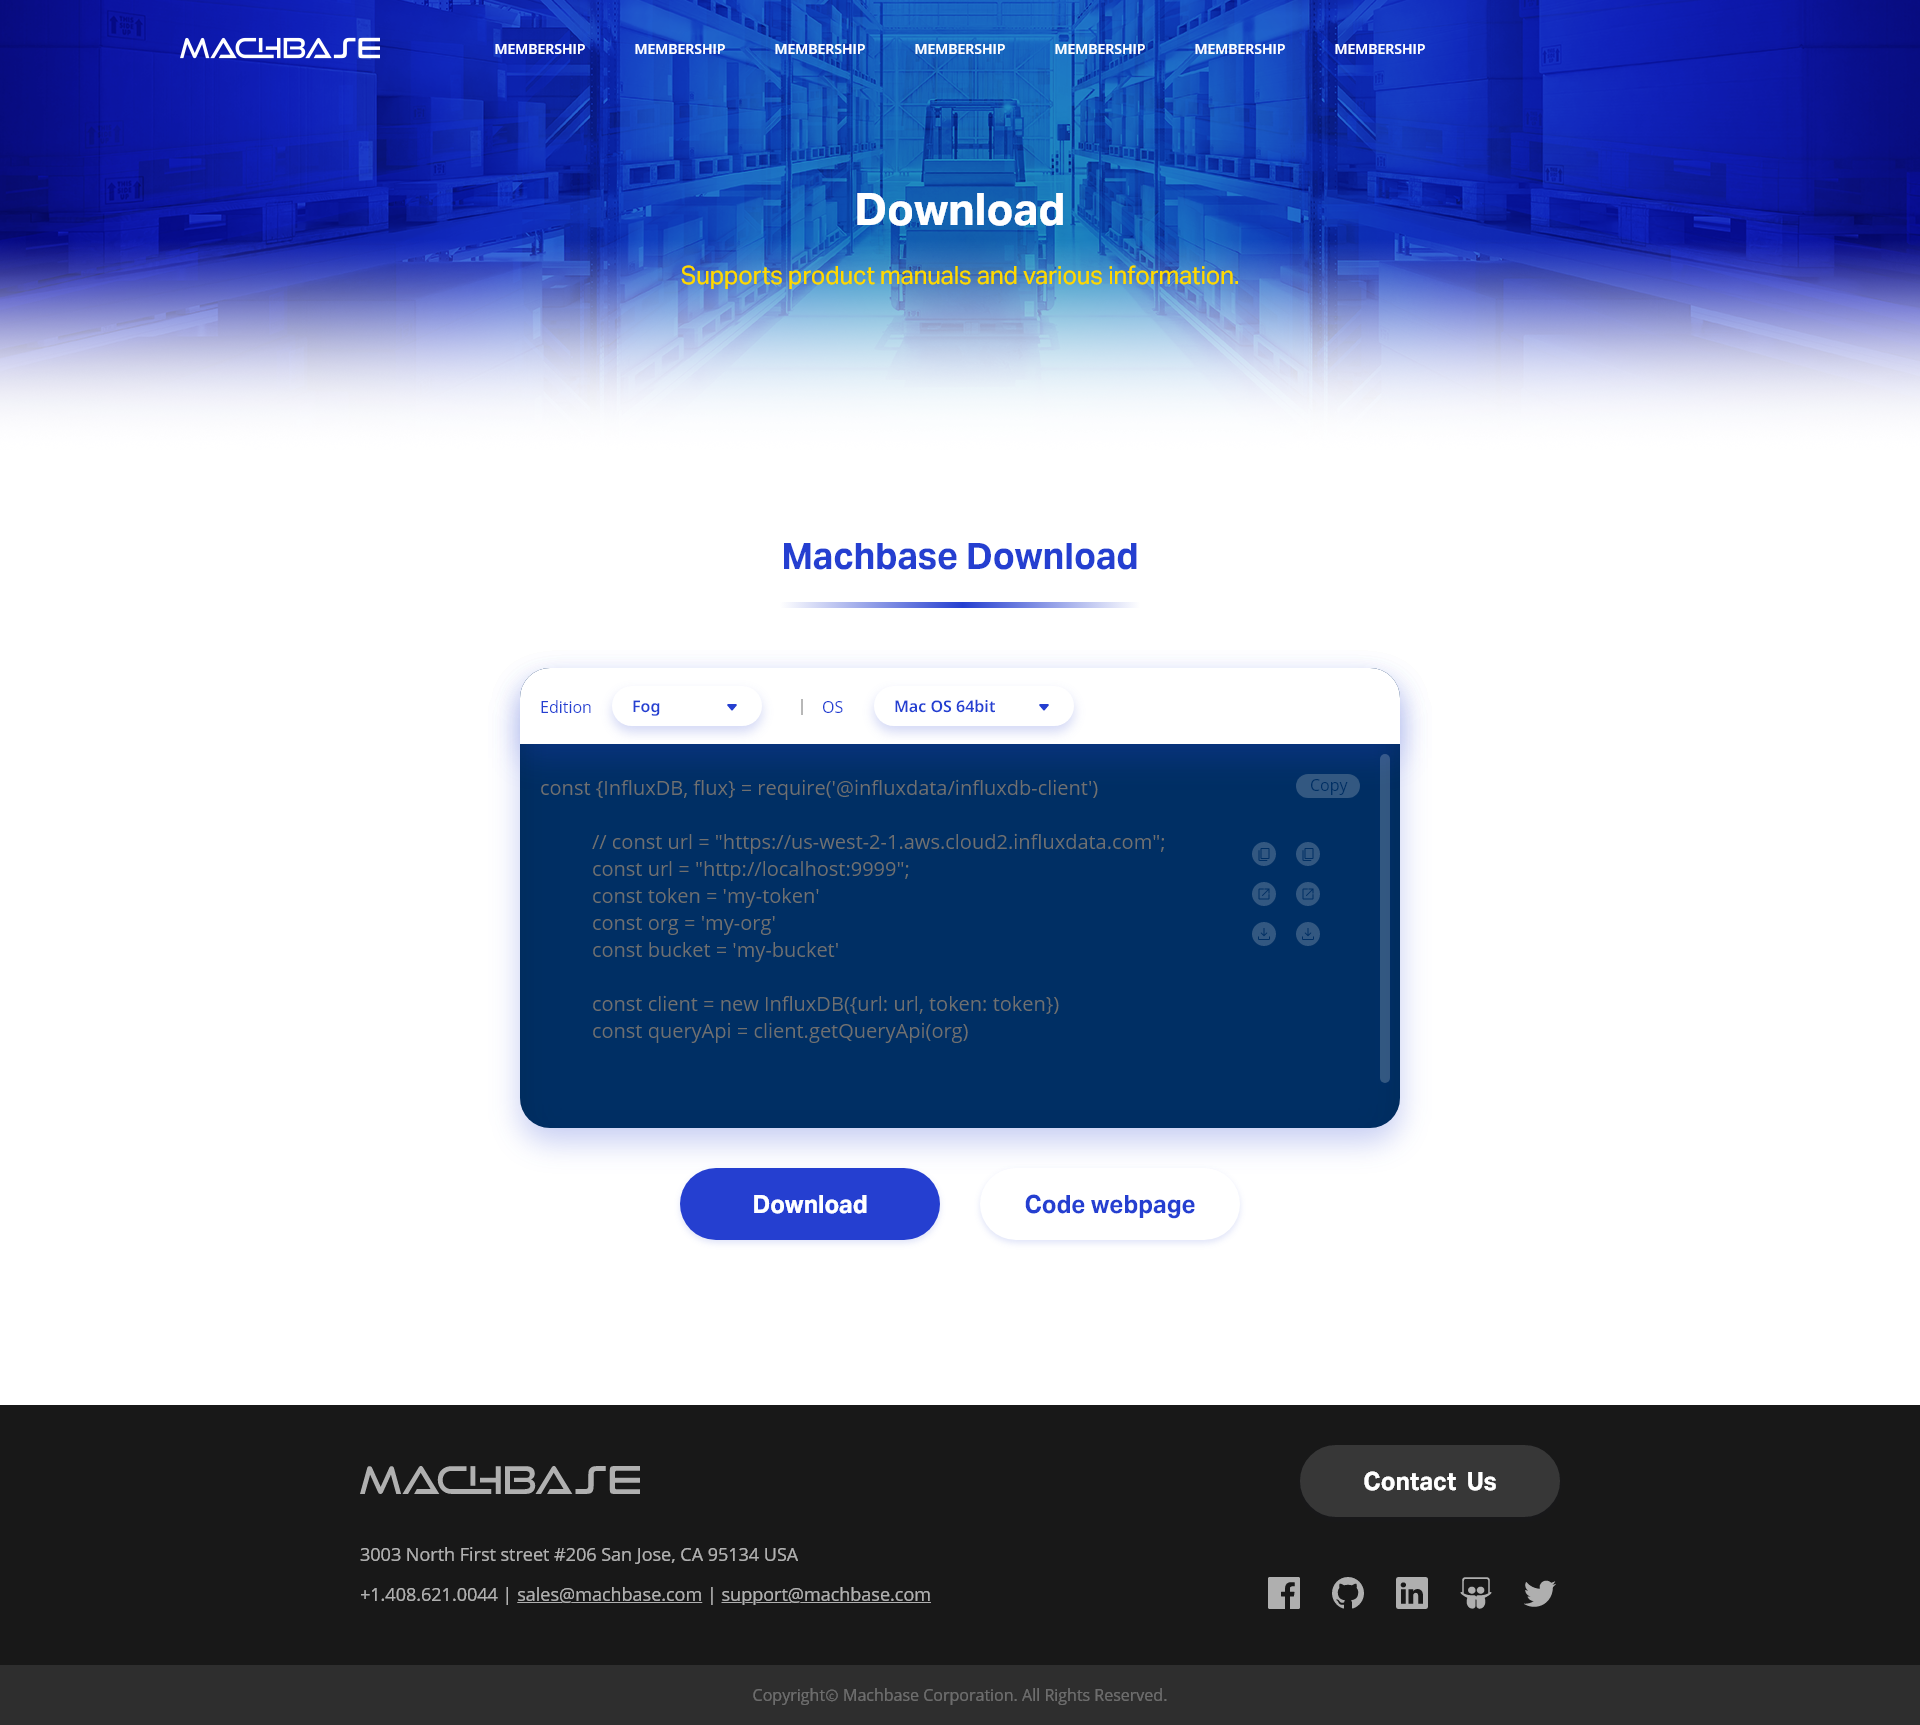 MACHBASE
MEMBERSHIP MEMBERSHIP MEMBERSHIP MEMBERSHIP MEMBERSHIP MEMBERSHIP MEMBERSHIP
Download
Supports product manuals and various information.
Machbase Download
Edition Fog | OS Mac OS 64bit
const {InfluxDB, flux} = require('@influxdata/influxdb-client')
Copy
// const url = "https://us-west-2-1.aws.cloud2.influxdata.com";
const url = "http://localhost:9999";
const token = 'my-token'
const org = 'my-org'
const bucket = 'my-bucket'
const client = new InfluxDB({url: url, token: token})
const queryApi = client.getQueryApi(org)
Download
Code webpage
MACHBASE
Contact Us
3003 North First street #206 San Jose, CA 95134 USA
+1.408.621.0044 | sales@machbase.com | support@machbase.com
Copyright© Machbase Corporation. All Rights Reserved.